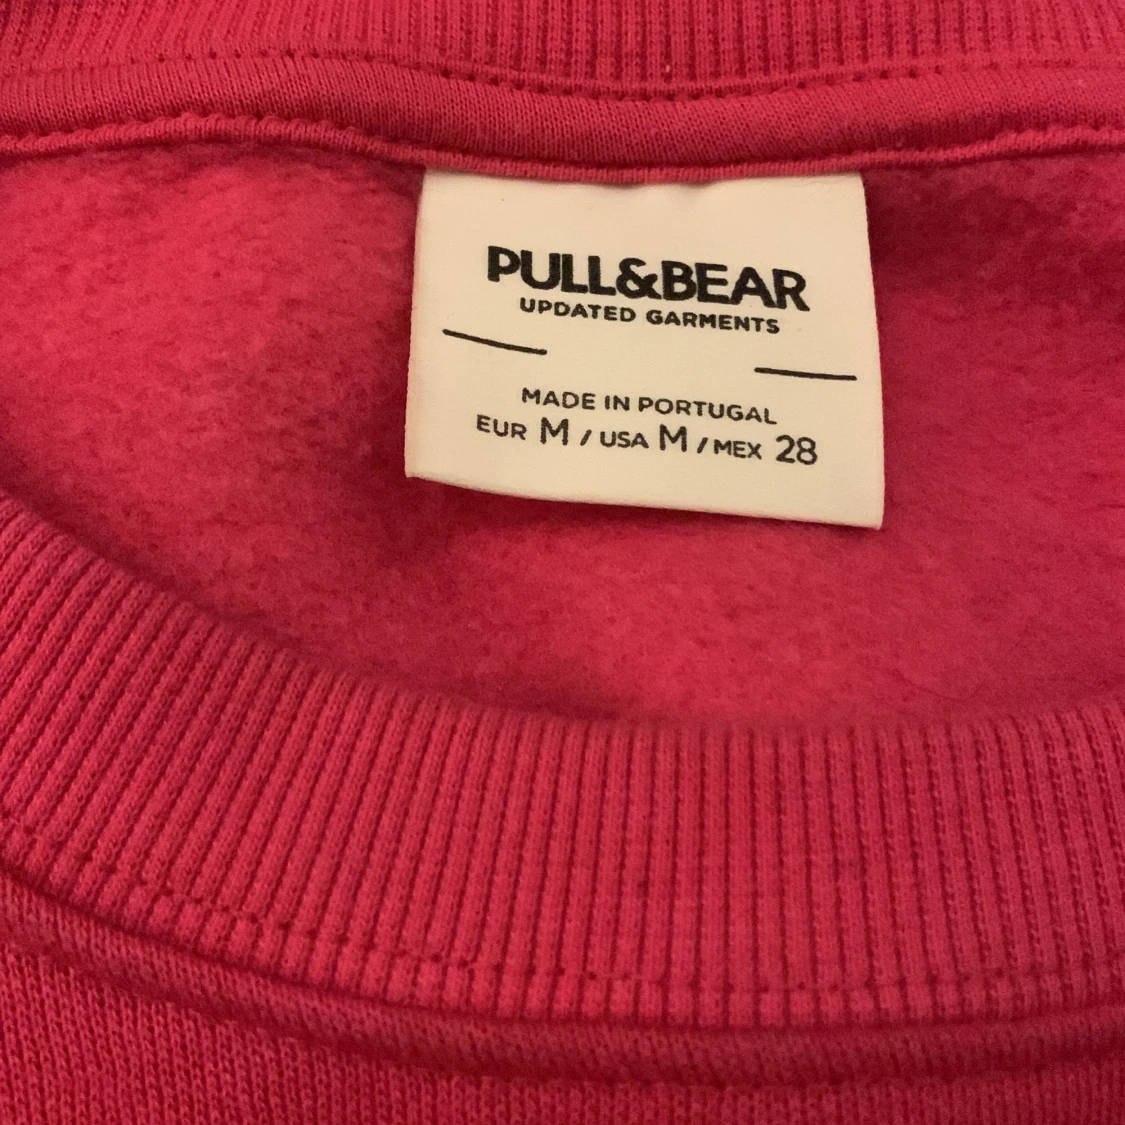 PULL&BEAR
UPDATED GARMENTS
MADE IN PORTUGAL
EUR M / USA M / MEX 28